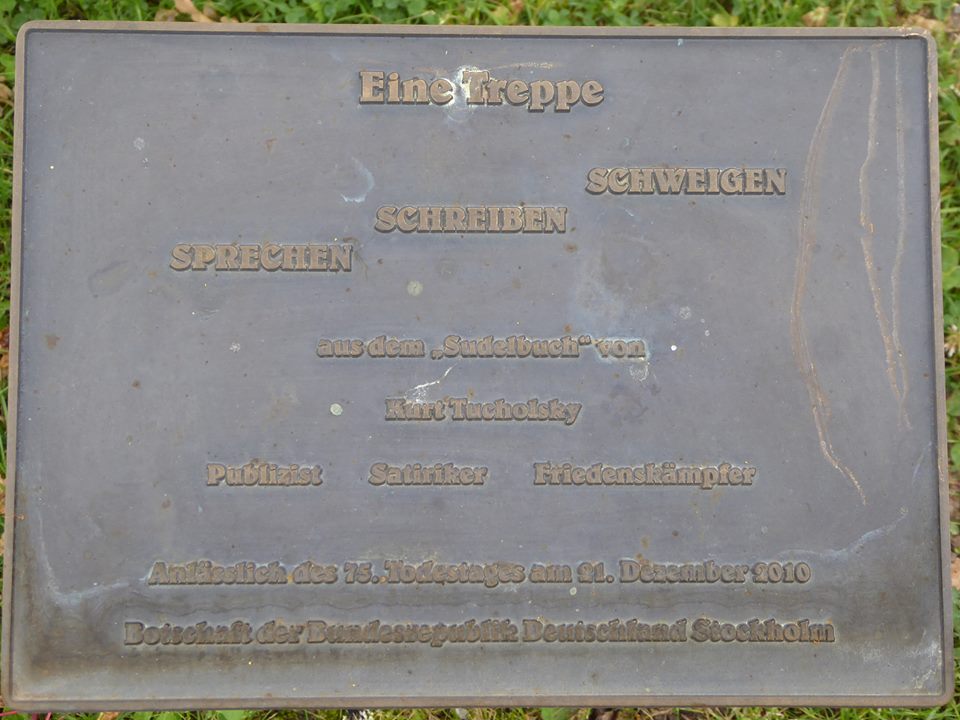 Eine Treppe
SCHWEIGEN
SCHREIBEN
SPRECHEN
aus dem „Sudelbuch“ von
Kurt Tucholsky
Publizist Satiriker Friedenskämpfer
Anlässlich des 75. Todestages am 21. Dezember 2010
Botschaft der Bundesrepublik Deutschland Stockholm